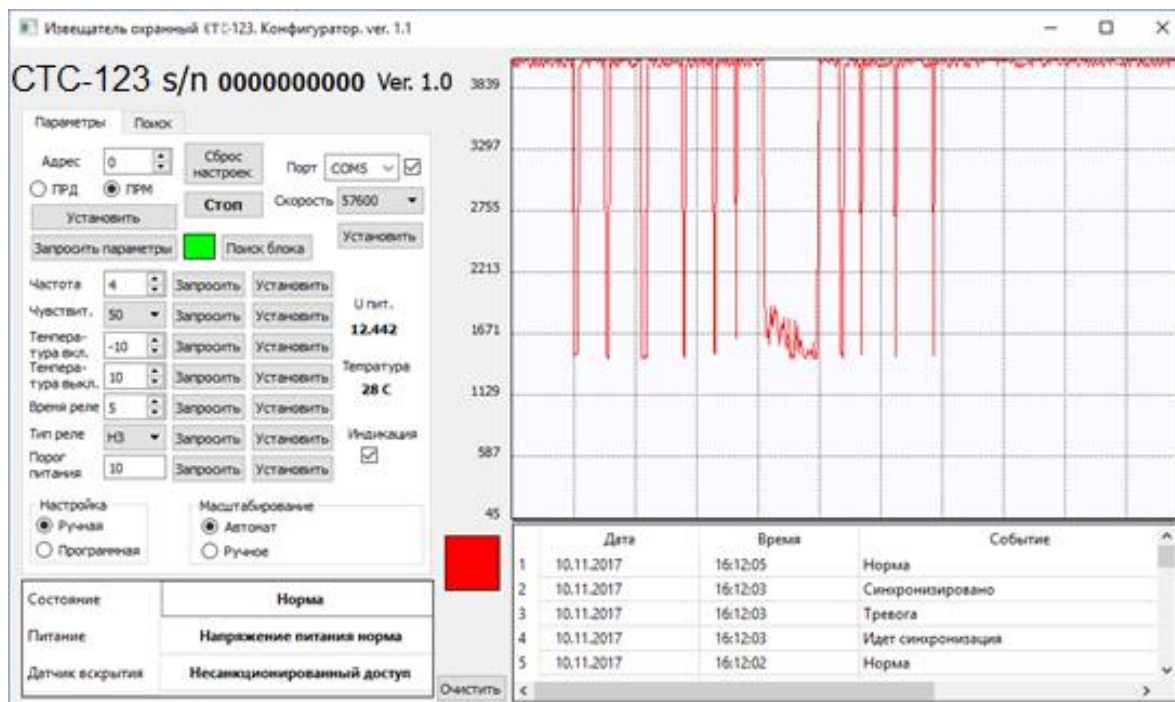 Извещатель охранный СТС-123. Конфигуратор. ver. 1.1
СТС-123 s/n 0000000000 Ver. 1.0
Параметры Поиск
Адрес 0 Сброс настроек Порт COM5
ПРД ПРМ Стоп Скорость 57600
Установить Установить
Запросить параметры Поиск блока
Частота 4 Запросить Установить
Чувствит. 50 Запросить Установить
U пит.
12.442
Темпера-
тура вкл. -10 Запросить Установить
Темпера-
тура выкл. 10 Запросить Установить
Темпратура
28 C
Время реле 5 Запросить Установить
Тип реле НЗ Запросить Установить
Индикация
Порог
питания 10 Запросить Установить
Настройка
Ручная
Программная
Масштабирование
Автомат
Ручное
Состояние Норма
Питание Напряжение питания норма
Датчик вскрытия Несанкционированный доступ
Очистить
3839
3297
2755
2213
1671
1129
587
45
Дата Время Событие
1 10.11.2017 16:12:05 Норма
2 10.11.2017 16:12:03 Синхронизировано
3 10.11.2017 16:12:03 Тревога
4 10.11.2017 16:12:03 Идет синхронизация
5 10.11.2017 16:12:02 Норма